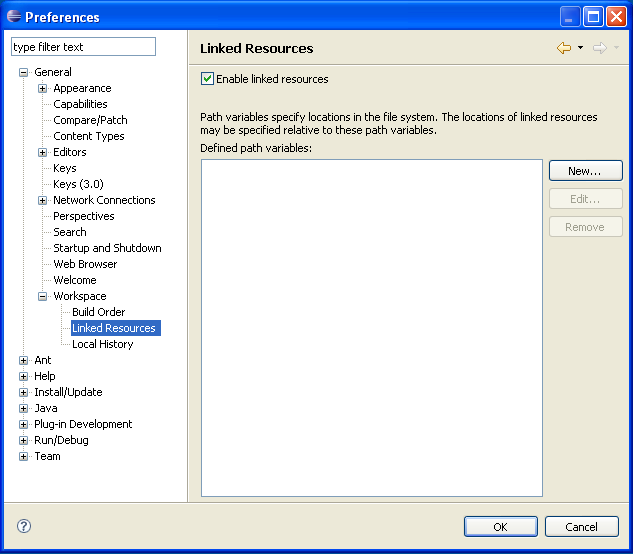 Preferences
type filter text
General
Appearance
Capabilities
Compare/Patch
Content Types
Editors
Keys
Keys (3.0)
Network Connections
Perspectives
Search
Startup and Shutdown
Web Browser
Welcome
Workspace
Build Order
Linked Resources
Local History
Ant
Help
Install/Update
Java
Plug-in Development
Run/Debug
Team
Linked Resources
Enable linked resources
Path variables specify locations in the file system. The locations of linked resources
may be specified relative to these path variables.
Defined path variables:
New...
Edit...
Remove
?
OK
Cancel